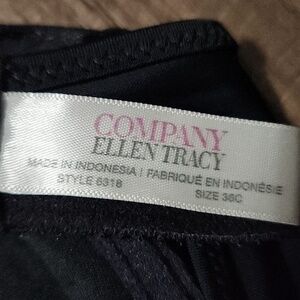 COMPANY
ELLEN TRACY
MADE IN INDONESIA / FABRIQUÉ EN INDONÉSIE
STYLE 6318
SIZE 36C